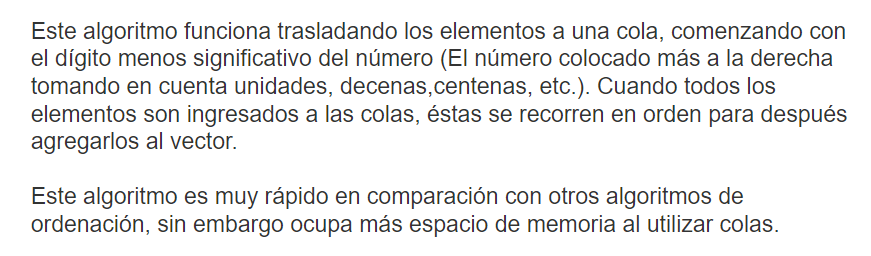 Este algoritmo funciona trasladando los elementos a una cola, comenzando con
el dígito menos significativo del número (El número colocado más a la derecha
tomando en cuenta unidades, decenas,centenas, etc.). Cuando todos los
elementos son ingresados a las colas, éstas se recorren en orden para después
agregarlos al vector.
Este algoritmo es muy rápido en comparación con otros algoritmos de
ordenación, sin embargo ocupa más espacio de memoria al utilizar colas.